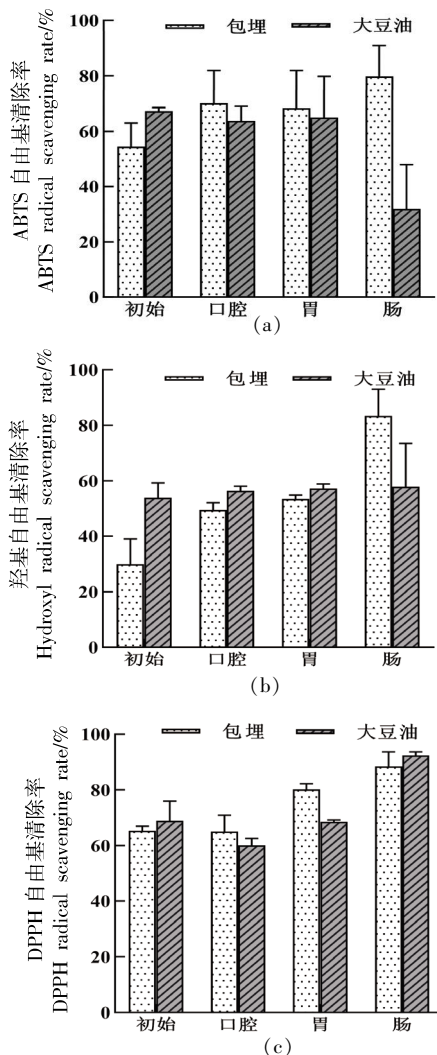 ABTS 自由基清除率
ABTS radical scavenging rate/%
包埋 大豆油
100
80
60
40
20
0
初始 口腔 胃 肠
(a)
羟基自由基清除率
Hydroxyl radical scavenging rate/%
包埋 大豆油
100
80
60
40
20
0
初始 口腔 胃 肠
(b)
DPPH 自由基清除率
DPPH radical scavenging rate/%
包埋 大豆油
100
80
60
40
20
0
初始 口腔 胃 肠
(c)